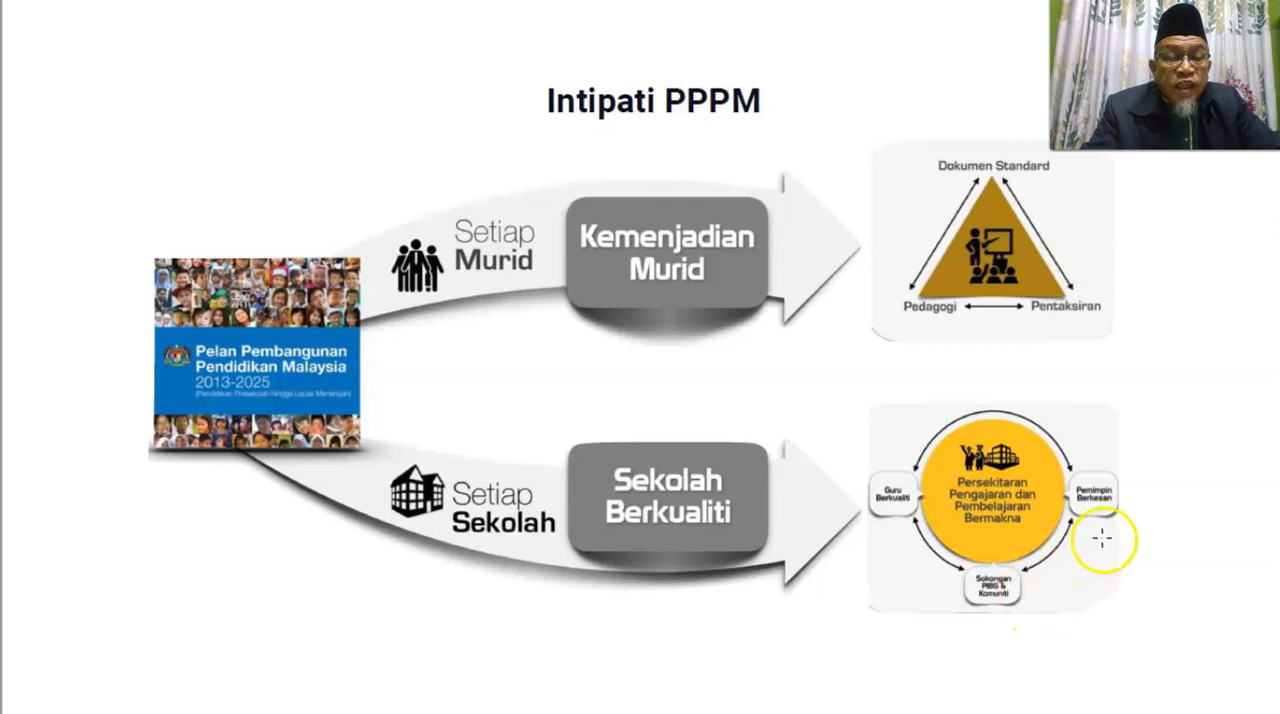 Intipati PPPM
Dokumen Standard
Setiap
Murid
Kemenjadian
Murid
Pedagogi
Pentaksiran
Pelan Pembangunan
Pendidikan Malaysia
2013-2025
(Pendidikan Prasekolah hingga Lepas Menengah)
Setiap
Sekolah
Sekolah
Berkualiti
Guru
Berkualiti
Persekitaran
Pengajaran dan
Pembelajaran
Bermakna
Pemimpin
Berkesan
Sokongan
PIBG &
Komuniti